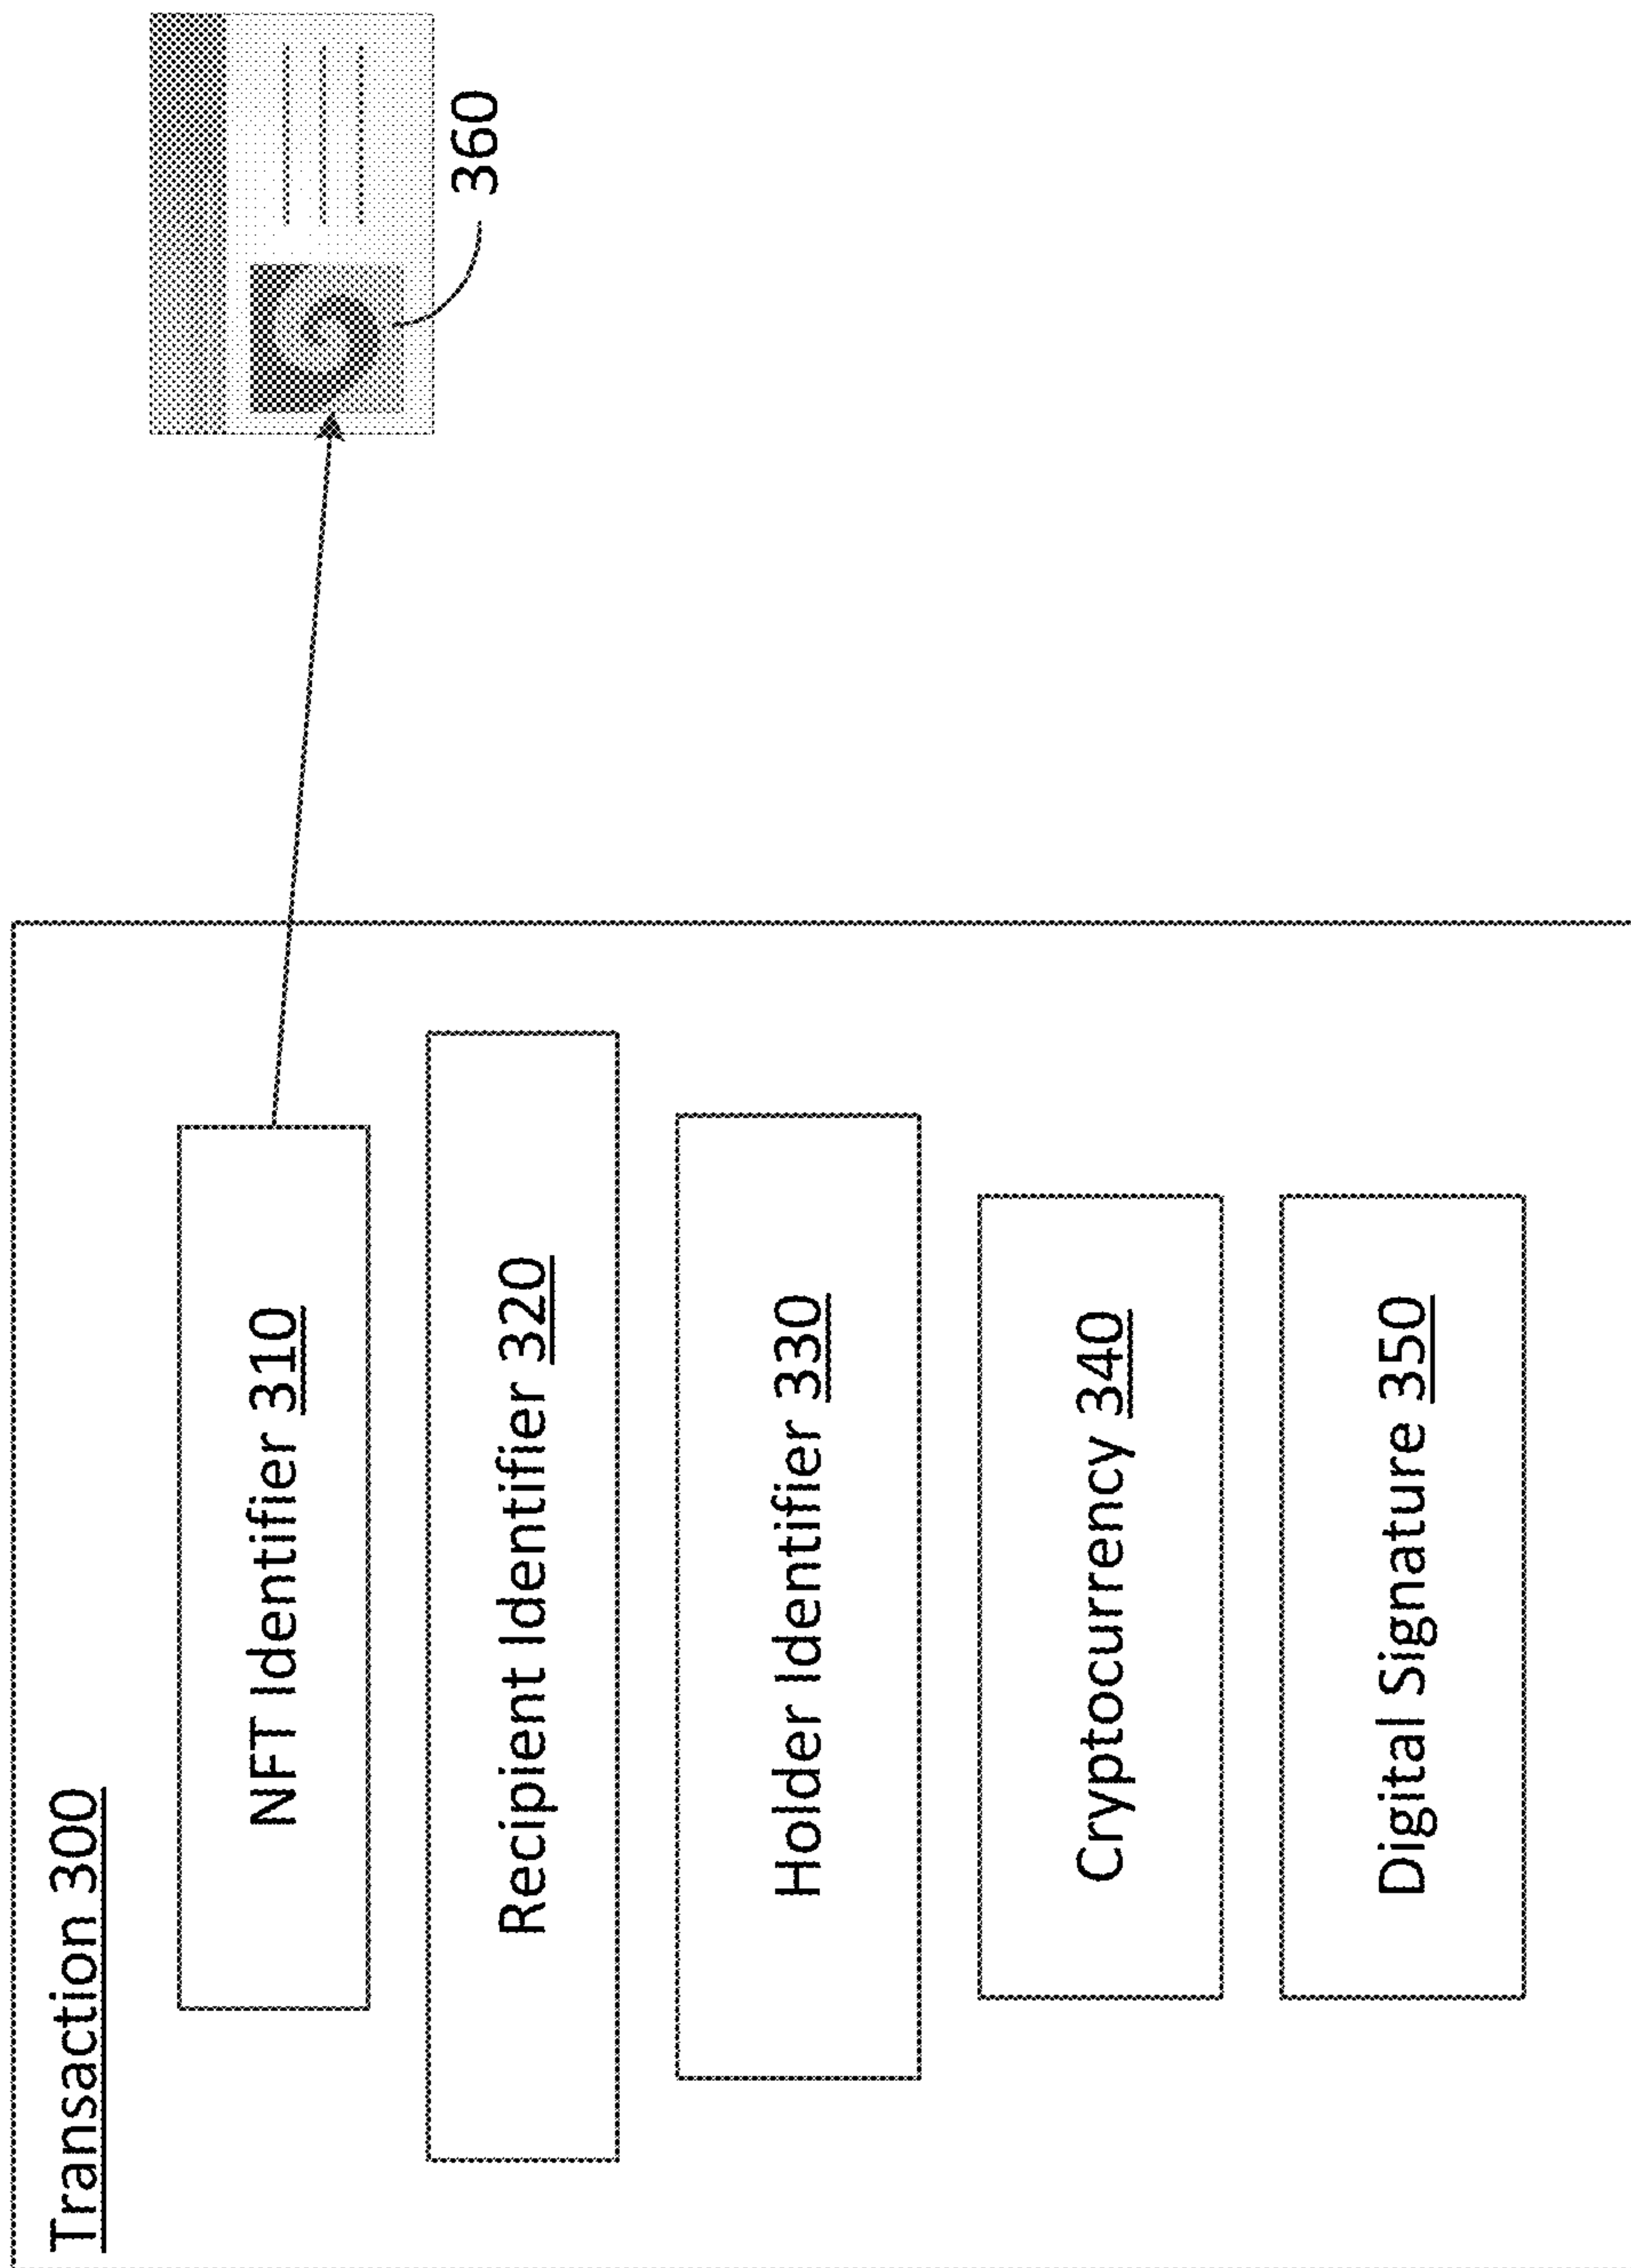 Transaction 300
NFT Identifier 310
360
Recipient Identifier 320
Holder Identifier 330
Cryptocurrency 340
Digital Signature 350